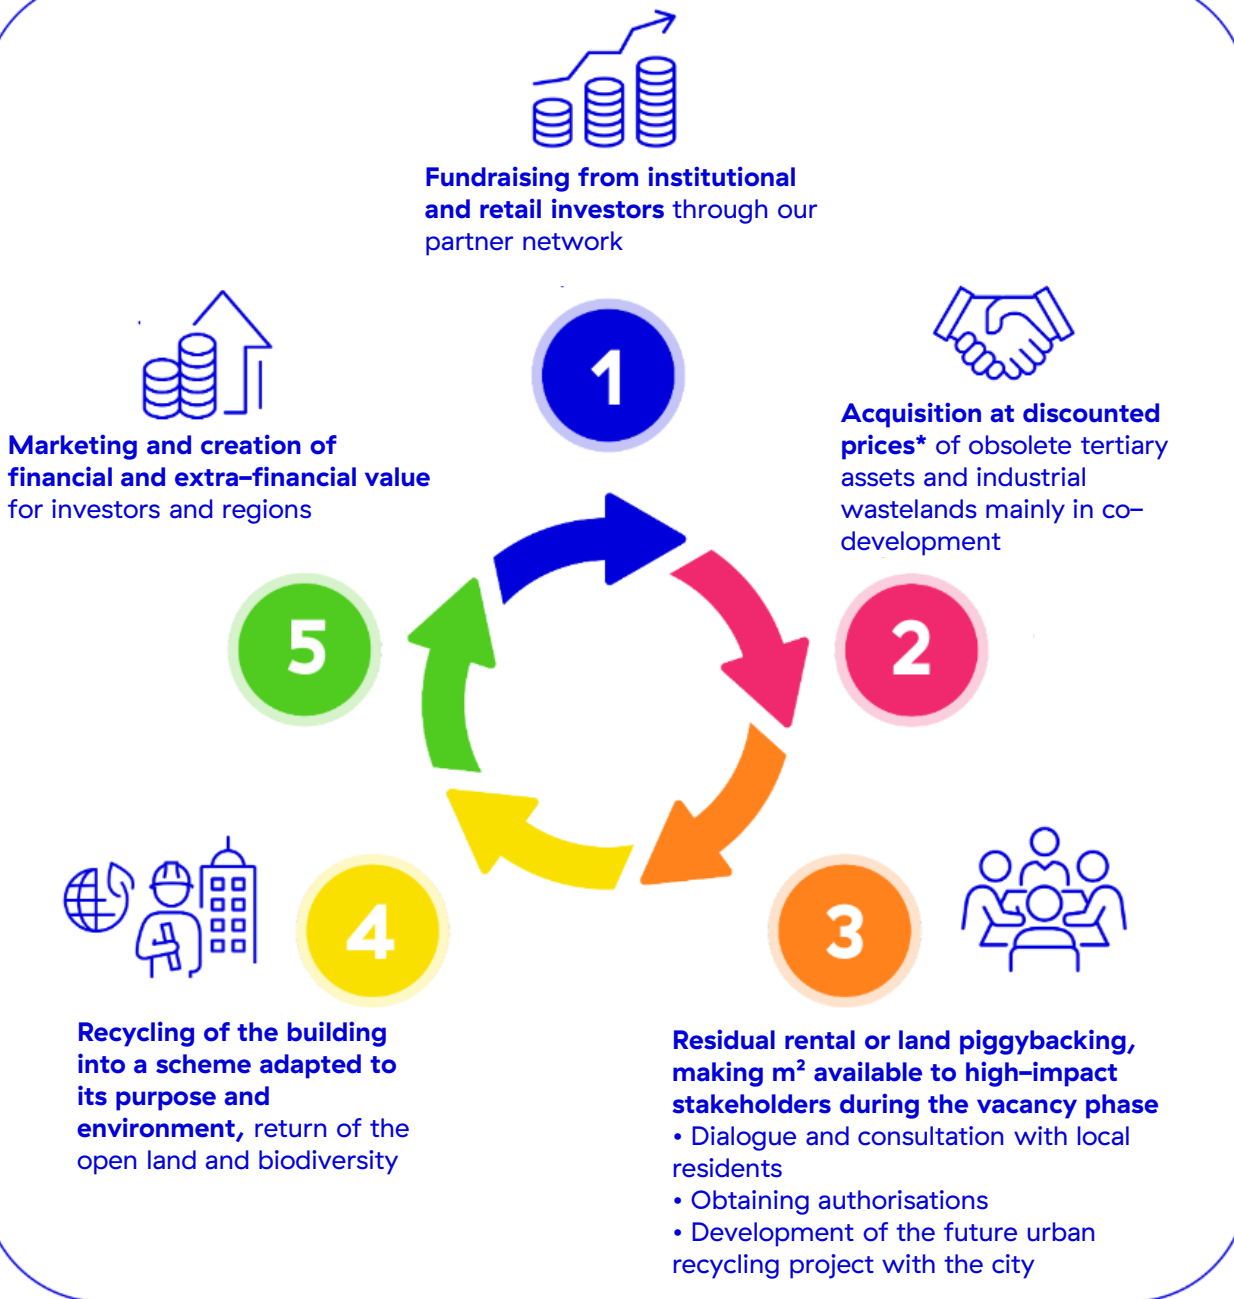 Fundraising from institutional
and retail investors through our
partner network
1
Acquisition at discounted
prices* of obsolete tertiary
assets and industrial
wastelands mainly in co-
development
2
Residual rental or land piggybacking,
making m² available to high-impact
stakeholders during the vacancy phase
• Dialogue and consultation with local
residents
• Obtaining authorisations
• Development of the future urban
recycling project with the city
3
Recycling of the building
into a scheme adapted to
its purpose and
environment, return of the
open land and biodiversity
4
Marketing and creation of
financial and extra-financial value
for investors and regions
5